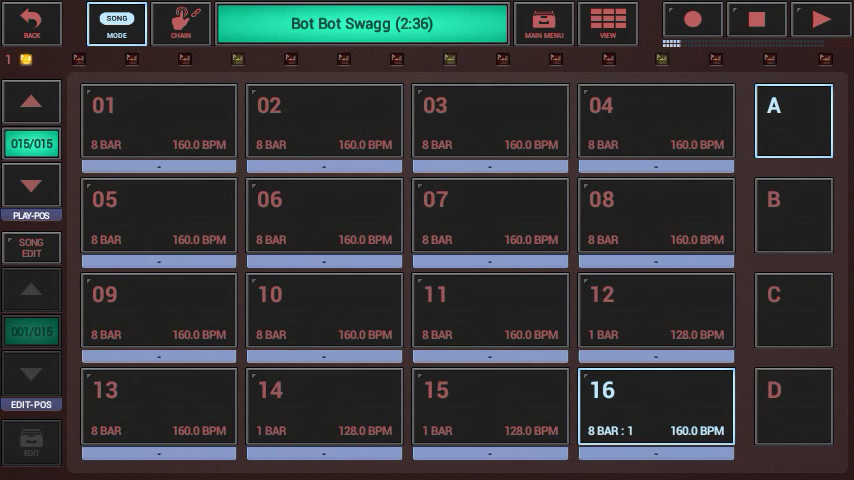 BACK
SONG
MODE
CHAIN
Bot Bot Swagg (2:36)
MAIN MENU
VIEW
1
015/015
PLAY-POS
SONG
EDIT
001/015
EDIT-POS
EDIT
01
8 BAR 160.0 BPM
-
02
8 BAR 160.0 BPM
-
03
8 BAR 160.0 BPM
-
04
8 BAR 160.0 BPM
-
A
05
8 BAR 160.0 BPM
-
06
8 BAR 160.0 BPM
-
07
8 BAR 160.0 BPM
-
08
8 BAR 160.0 BPM
-
B
09
8 BAR 160.0 BPM
-
10
8 BAR 160.0 BPM
-
11
8 BAR 160.0 BPM
-
12
1 BAR 128.0 BPM
-
C
13
8 BAR 160.0 BPM
-
14
1 BAR 128.0 BPM
-
15
1 BAR 128.0 BPM
-
16
8 BAR : 1 160.0 BPM
-
D